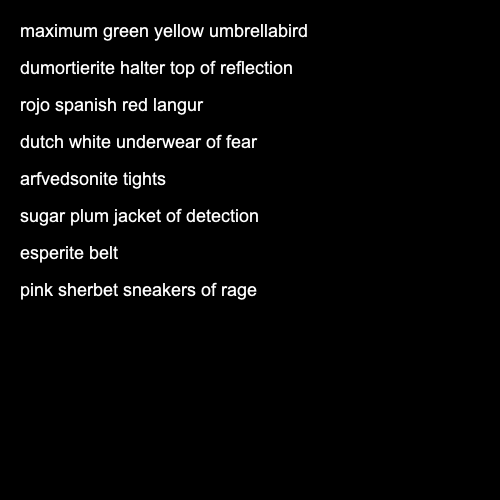 maximum green yellow umbrellabird
dumortierite halter top of reflection
rojo spanish red langur
dutch white underwear of fear
arfvedsonite tights
sugar plum jacket of detection
esperite belt
pink sherbet sneakers of rage